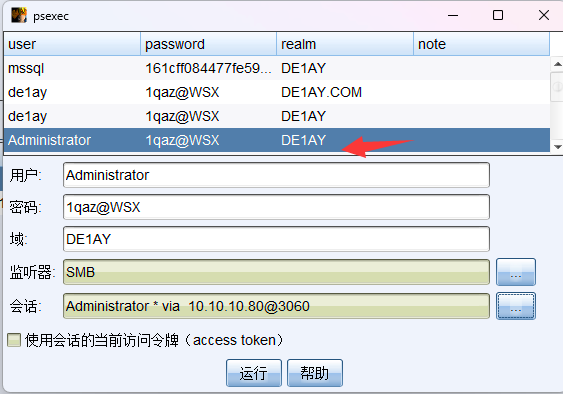 psexec
user password realm note
mssql 161cff084477fe59... DE1AY
de1ay 1qaz@WSX DE1AY.COM
de1ay 1qaz@WSX DE1AY
Administrator 1qaz@WSX DE1AY
用户: Administrator
密码: 1qaz@WSX
域: DE1AY
监听器: SMB ...
会话: Administrator * via 10.10.10.80@3060 ...
使用会话的当前访问令牌（access token）
运行 帮助